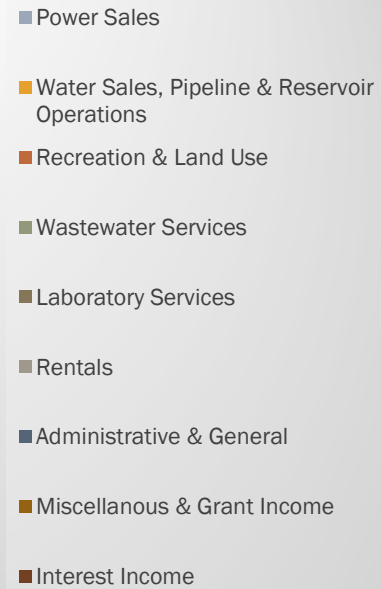 Power Sales
Water Sales, Pipeline & Reservoir
Operations
Recreation & Land Use
Wastewater Services
Laboratory Services
Rentals
Administrative & General
Miscellanous & Grant Income
Interest Income